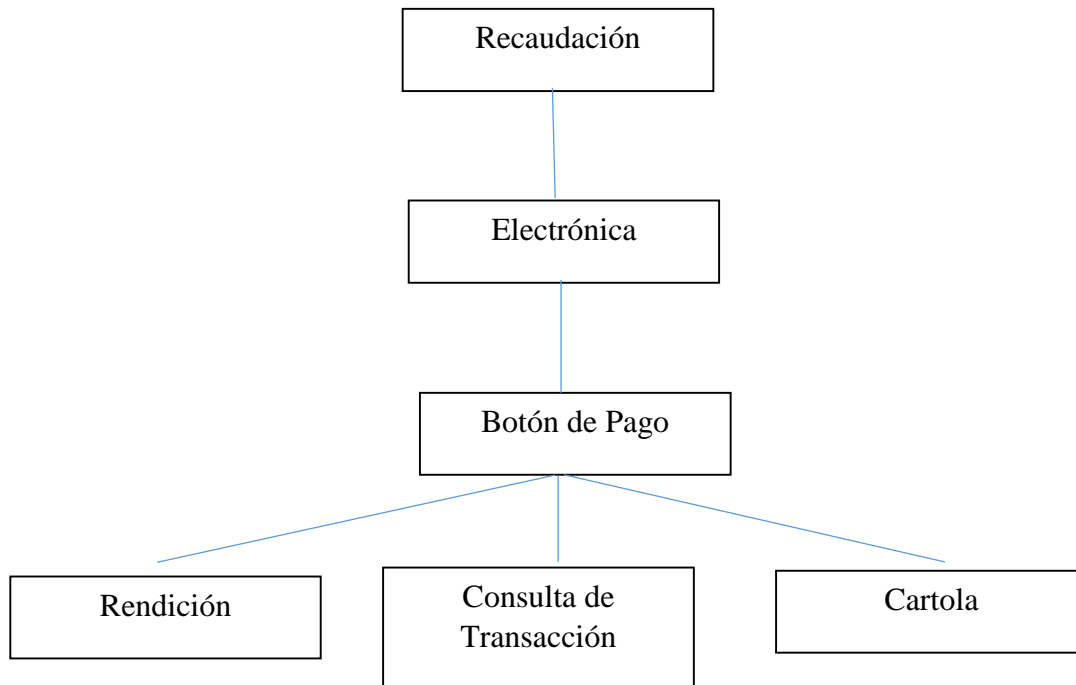 Recaudación
Electrónica
Botón de Pago
Rendición
Consulta de
Transacción
Cartola